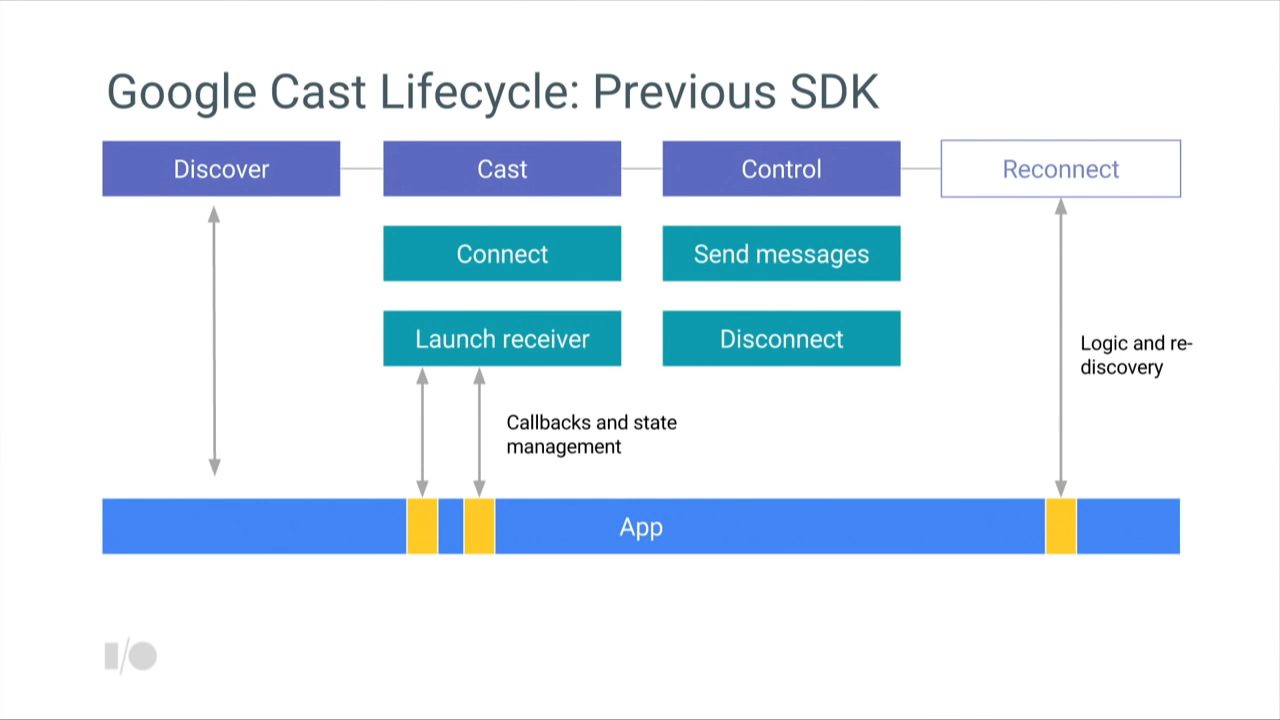 Google Cast Lifecycle: Previous SDK
Discover
Cast
Control
Reconnect
Connect
Send messages
Launch receiver
Disconnect
Logic and re-
discovery
Callbacks and state
management
App
I/O